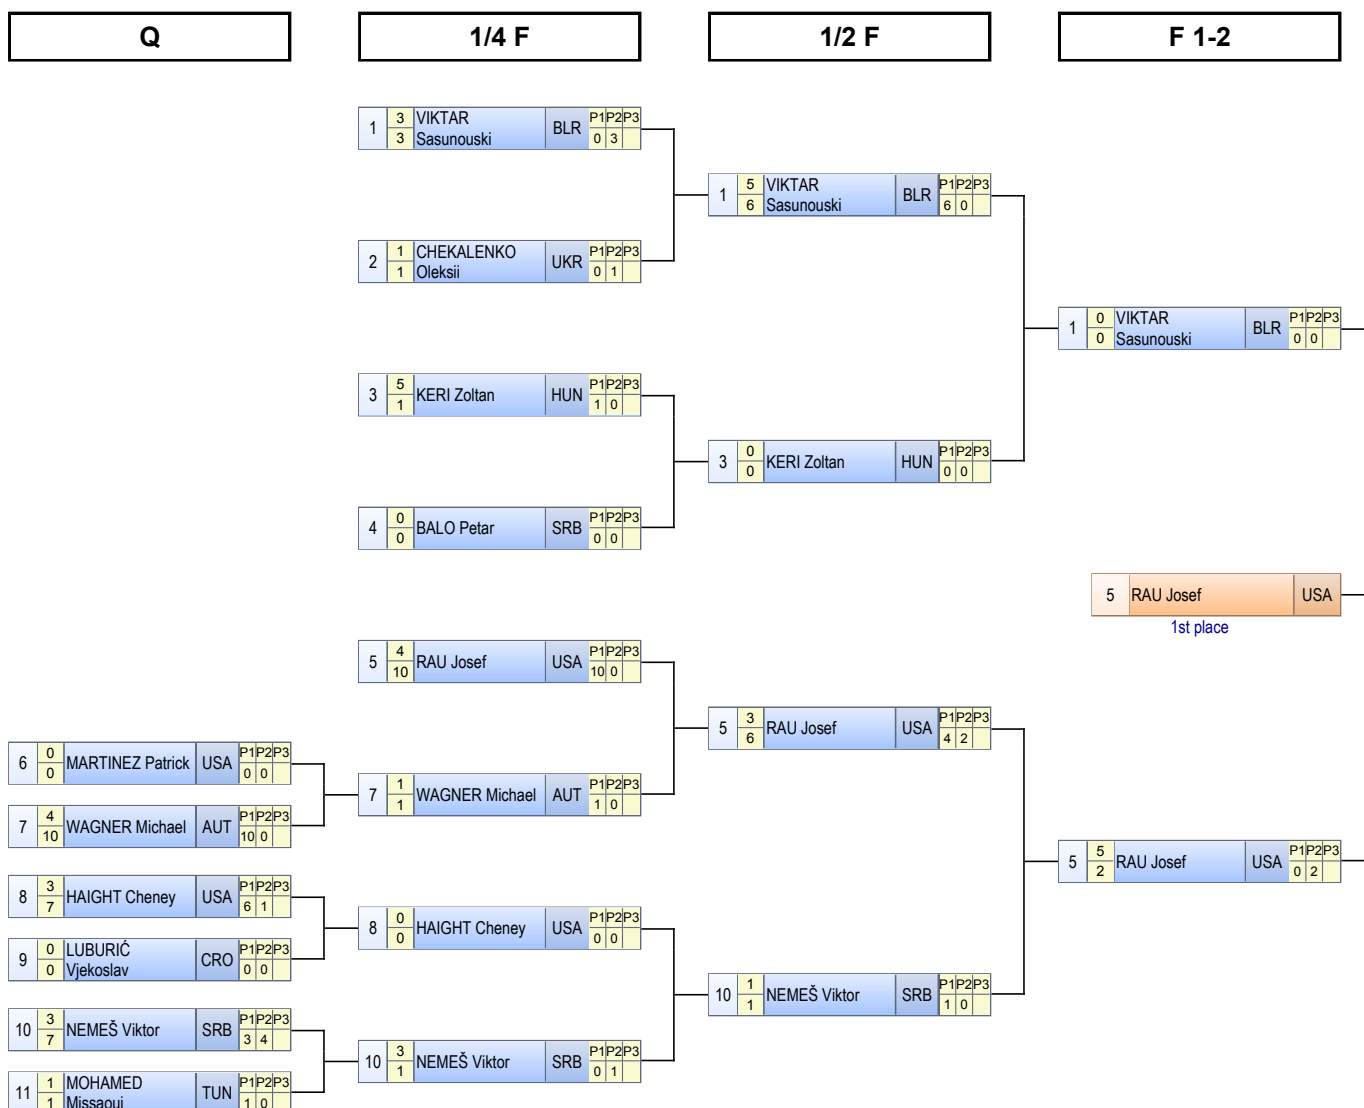 Q
1/4 F
1/2 F
F 1-2
1 3 VIKTAR BLR P1 P2 P3
3 Sasunouski 0 3
1 5 VIKTAR BLR P1 P2 P3
6 Sasunouski 6 0
2 1 CHEKALENKO UKR P1 P2 P3
1 Oleksii 0 1
1 0 VIKTAR BLR P1 P2 P3
0 Sasunouski 0 0
3 5 KERI Zoltan HUN P1 P2 P3
1 1 0
3 0 KERI Zoltan HUN P1 P2 P3
0 0 0
4 0 BALO Petar SRB P1 P2 P3
0 0 0
5 RAU Josef USA
1st place
5 4 RAU Josef USA P1 P2 P3
10 10 0
5 3 RAU Josef USA P1 P2 P3
6 4 2
6 0 MARTINEZ Patrick USA P1 P2 P3
0 0 0
7 1 WAGNER Michael AUT P1 P2 P3
1 1 0
7 4 WAGNER Michael AUT P1 P2 P3
10 10 0
5 5 RAU Josef USA P1 P2 P3
2 0 2
8 3 HAIGHT Cheney USA P1 P2 P3
7 6 1
8 0 HAIGHT Cheney USA P1 P2 P3
0 0 0
9 0 LUBURIĆ CRO P1 P2 P3
0 Vjekoslav 0 0
10 1 NEMEŠ Viktor SRB P1 P2 P3
1 1 0
10 3 NEMEŠ Viktor SRB P1 P2 P3
7 3 4
10 3 NEMEŠ Viktor SRB P1 P2 P3
1 0 1
11 1 MOHAMED TUN P1 P2 P3
1 Missaoui 1 0